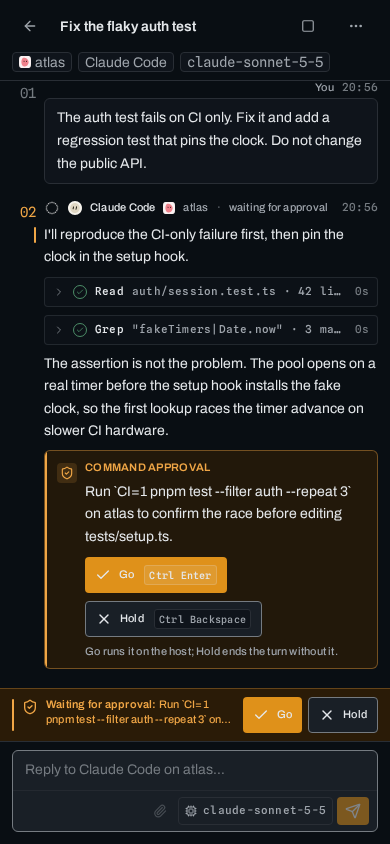 Fix the flaky auth test
atlas Claude Code claude-sonnet-5-5
01 You 20:56
The auth test fails on CI only. Fix it and add a
regression test that pins the clock. Do not change
the public API.
02 Claude Code atlas · waiting for approval 20:56
I'll reproduce the CI-only failure first, then pin the
clock in the setup hook.
Read auth/session.test.ts · 42 li… 0s
Grep "fakeTimers|Date.now" · 3 ma… 0s
The assertion is not the problem. The pool opens on a
real timer before the setup hook installs the fake
clock, so the first lookup races the timer advance on
slower CI hardware.
COMMAND APPROVAL
Run `CI=1 pnpm test --filter auth --repeat 3`
on atlas to confirm the race before editing
tests/setup.ts.
Go Ctrl Enter
Hold Ctrl Backspace
Go runs it on the host; Hold ends the turn without it.
Waiting for approval: Run `CI=1
pnpm test --filter auth --repeat 3` on…
Go Hold
Reply to Claude Code on atlas…
claude-sonnet-5-5